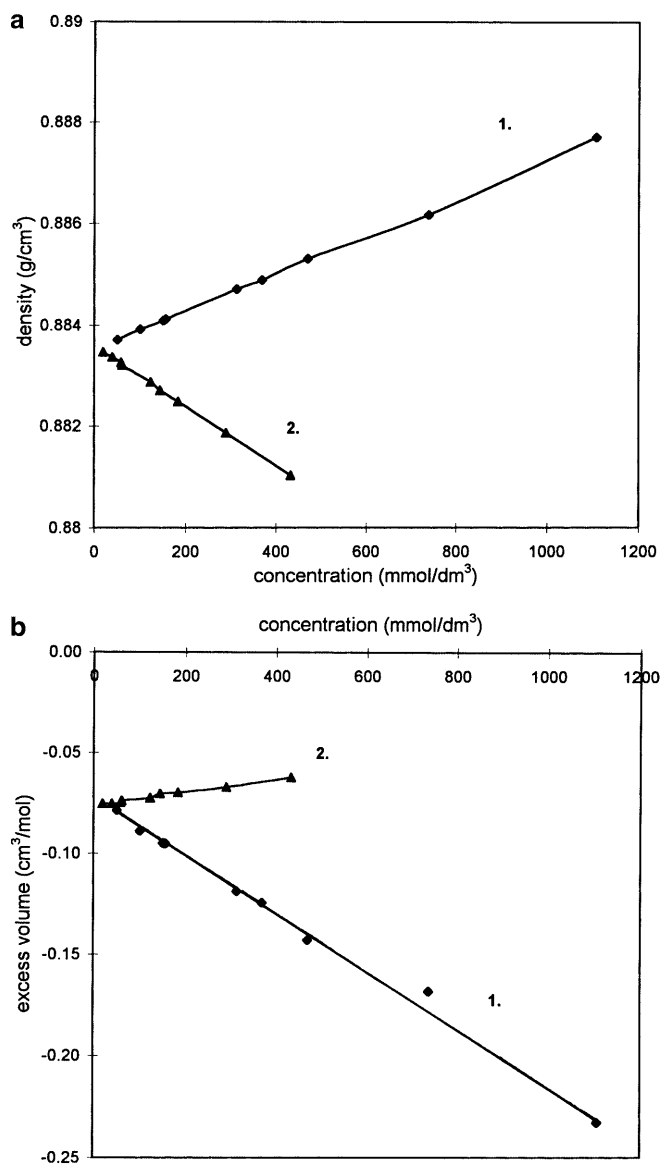 a
0.89
0.888
0.886
0.884
0.882
0.88
density (g/cm³)
1.
2.
0 200 400 600 800 1000 1200
concentration (mmol/dm³)
b
concentration (mmol/dm³)
0.00
0 200 400 600 800 1000 1200
-0.05
-0.10
-0.15
-0.20
-0.25
excess volume (cm³/mol)
2.
1.